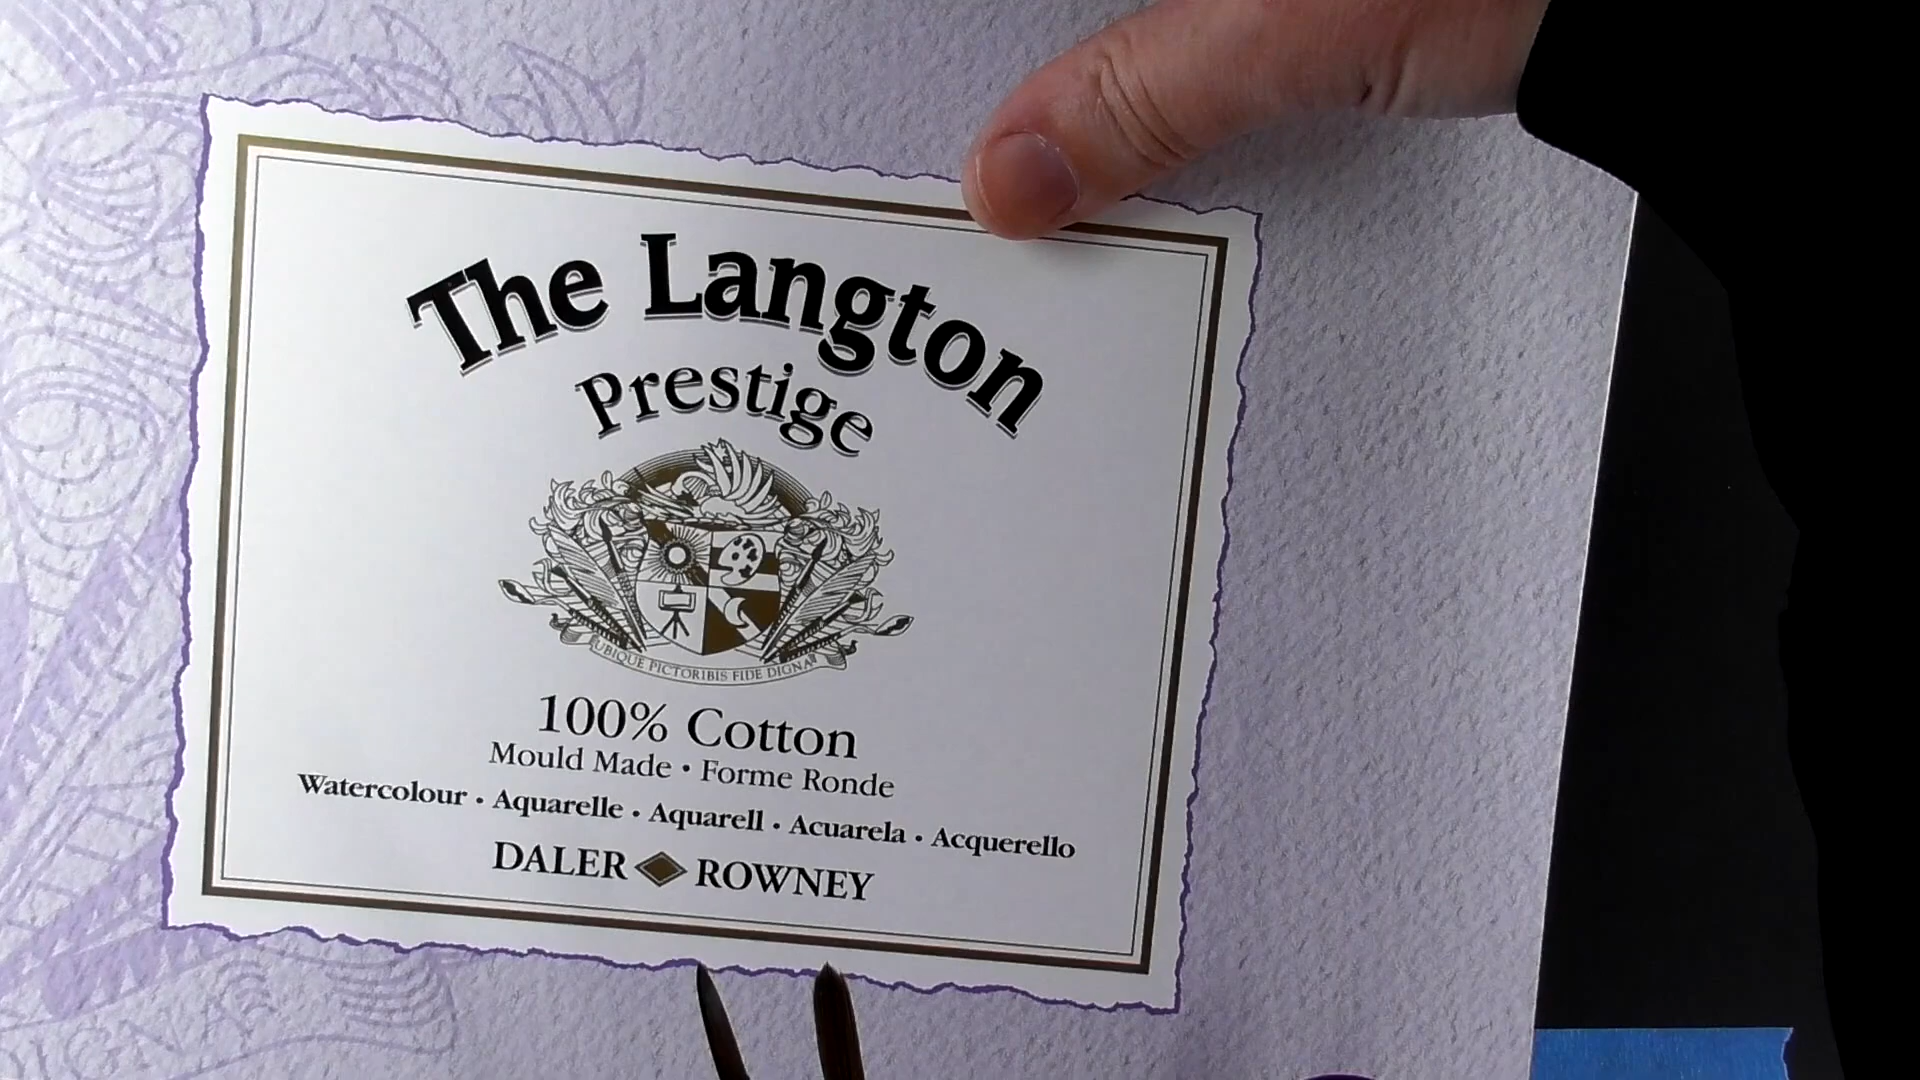 The Langton
Prestige
UBIQUE PICTORIBIS FIDE DIGNA
100% Cotton
Mould Made • Forme Ronde
Watercolour • Aquarelle • Aquarell • Acuarela • Acquerello
DALER ROWNEY
IGNA